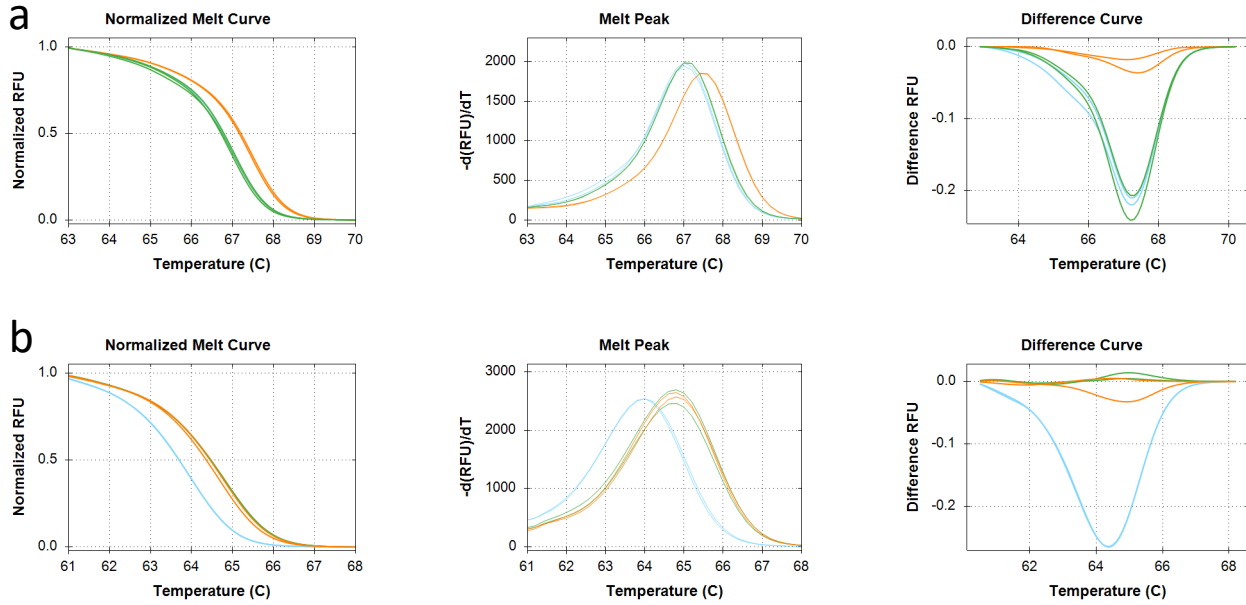 a
Normalized Melt Curve
Melt Peak
Difference Curve
Normalized RFU
1.0
0.5
0.0
63 64 65 66 67 68 69 70
Temperature (C)
-d(RFU)/dT
2000
1500
1000
500
0
63 64 65 66 67 68 69 70
Temperature (C)
Difference RFU
0.0
-0.1
-0.2
64 66 68 70
Temperature (C)
b
Normalized Melt Curve
Melt Peak
Difference Curve
Normalized RFU
1.0
0.5
0.0
61 62 63 64 65 66 67 68
Temperature (C)
-d(RFU)/dT
3000
2000
1000
0
61 62 63 64 65 66 67 68
Temperature (C)
Difference RFU
0.0
-0.1
-0.2
62 64 66 68
Temperature (C)